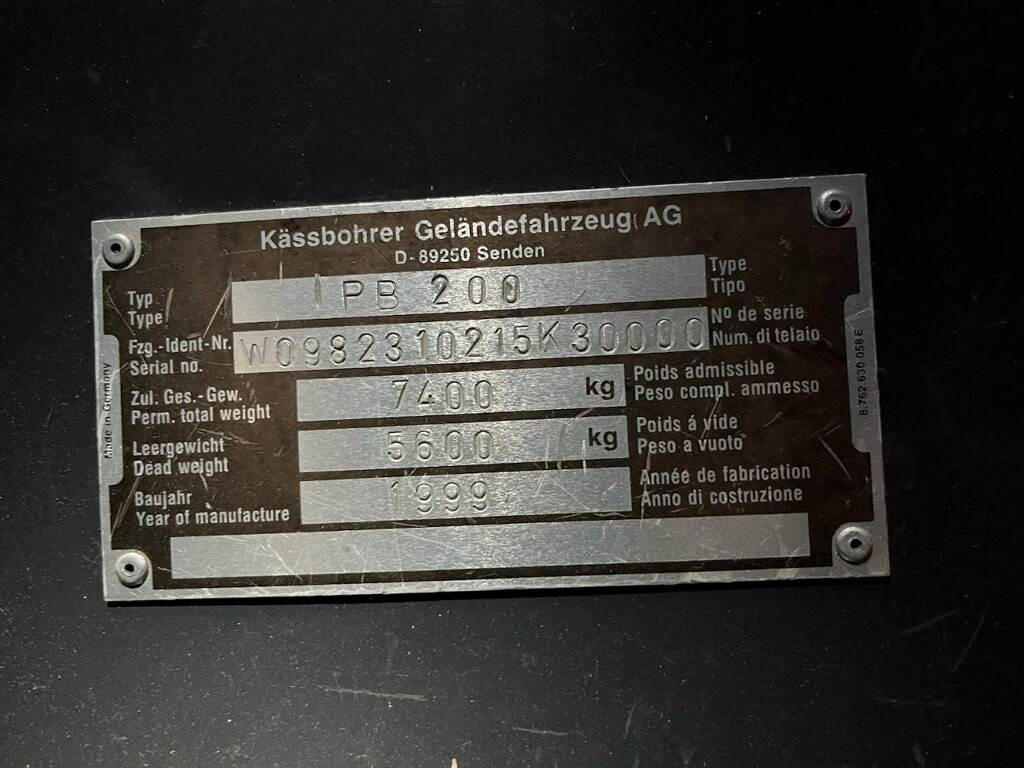 Kässbohrer Geländefahrzeug AG
D-89250 Senden
Typ
Type
PB 200
Type
Tipo
Fzg.-Ident-Nr.
Serial no.
W0982310215K30000
Nº de serie
Num. di telaio
Zul. Ges.-Gew.
Perm. total weight
7400 kg
Poids admissible
Peso compl. ammesso
Leergewicht
Dead weight
5600 kg
Poids á vide
Peso a vuoto
Baujahr
Year of manufacture
1999
Année de fabrication
Anno di costruzione
Made in Germany
8.762.630 058 E